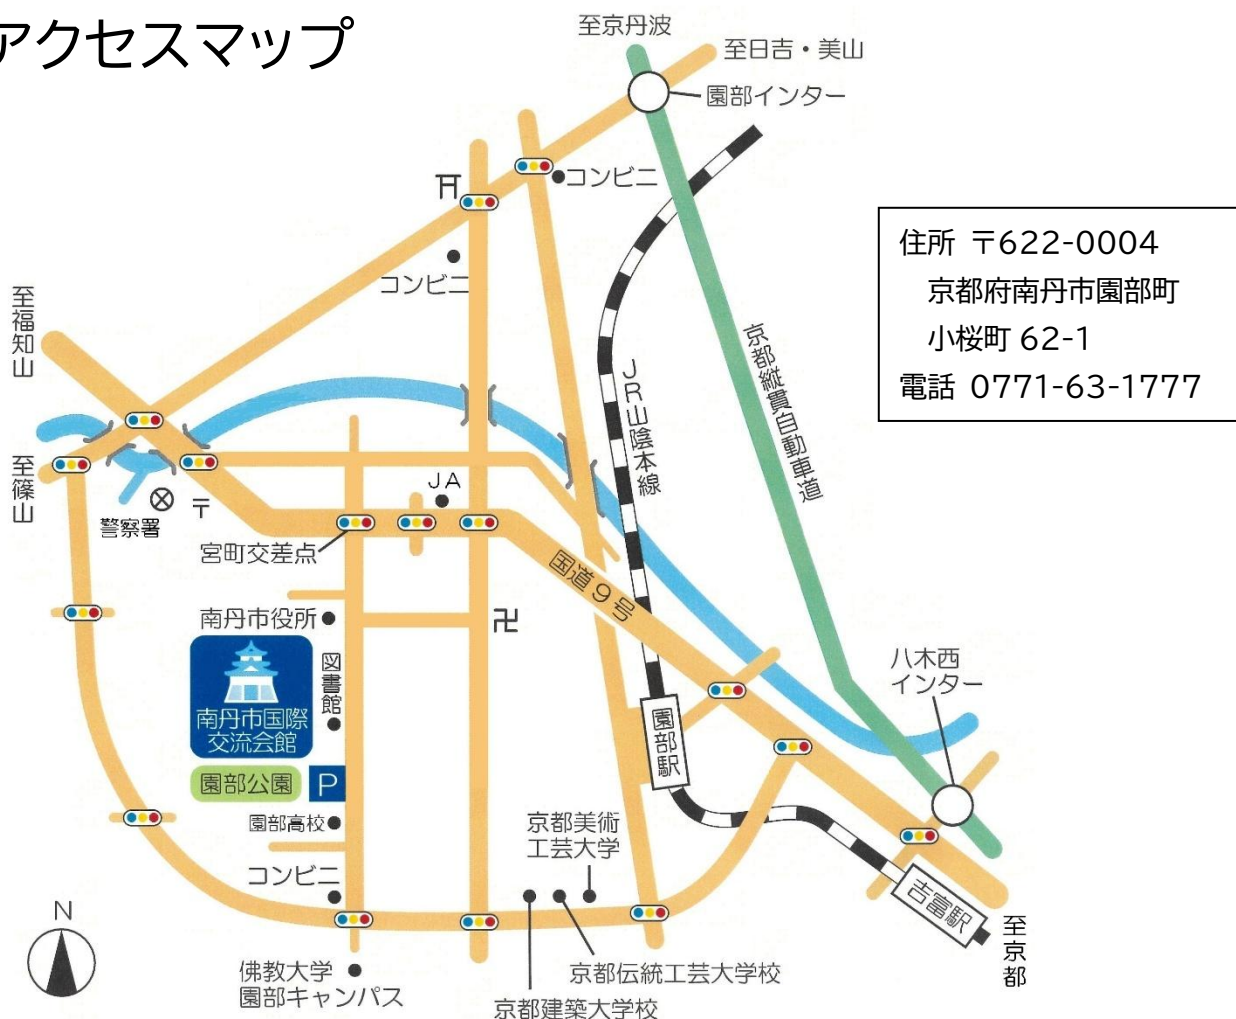 アクセスマップ
至京丹波
至日吉・美山
園部インター
コンビニ
コンビニ
住所 〒622-0004
京都府南丹市園部町
小桜町 62-1
電話 0771-63-1777
至福知山
京都縦貫自動車道
JR山陰本線
至篠山
JA
〒
警察署
宮町交差点
国道9号
南丹市役所
卍
図書館
南丹市国際
交流会館
八木西
インター
園部駅
園部公園
P
園部高校
京都美術
工芸大学
コンビニ
吉富駅
N
至京都
佛教大学
園部キャンパス
京都伝統工芸大学校
京都建築大学校